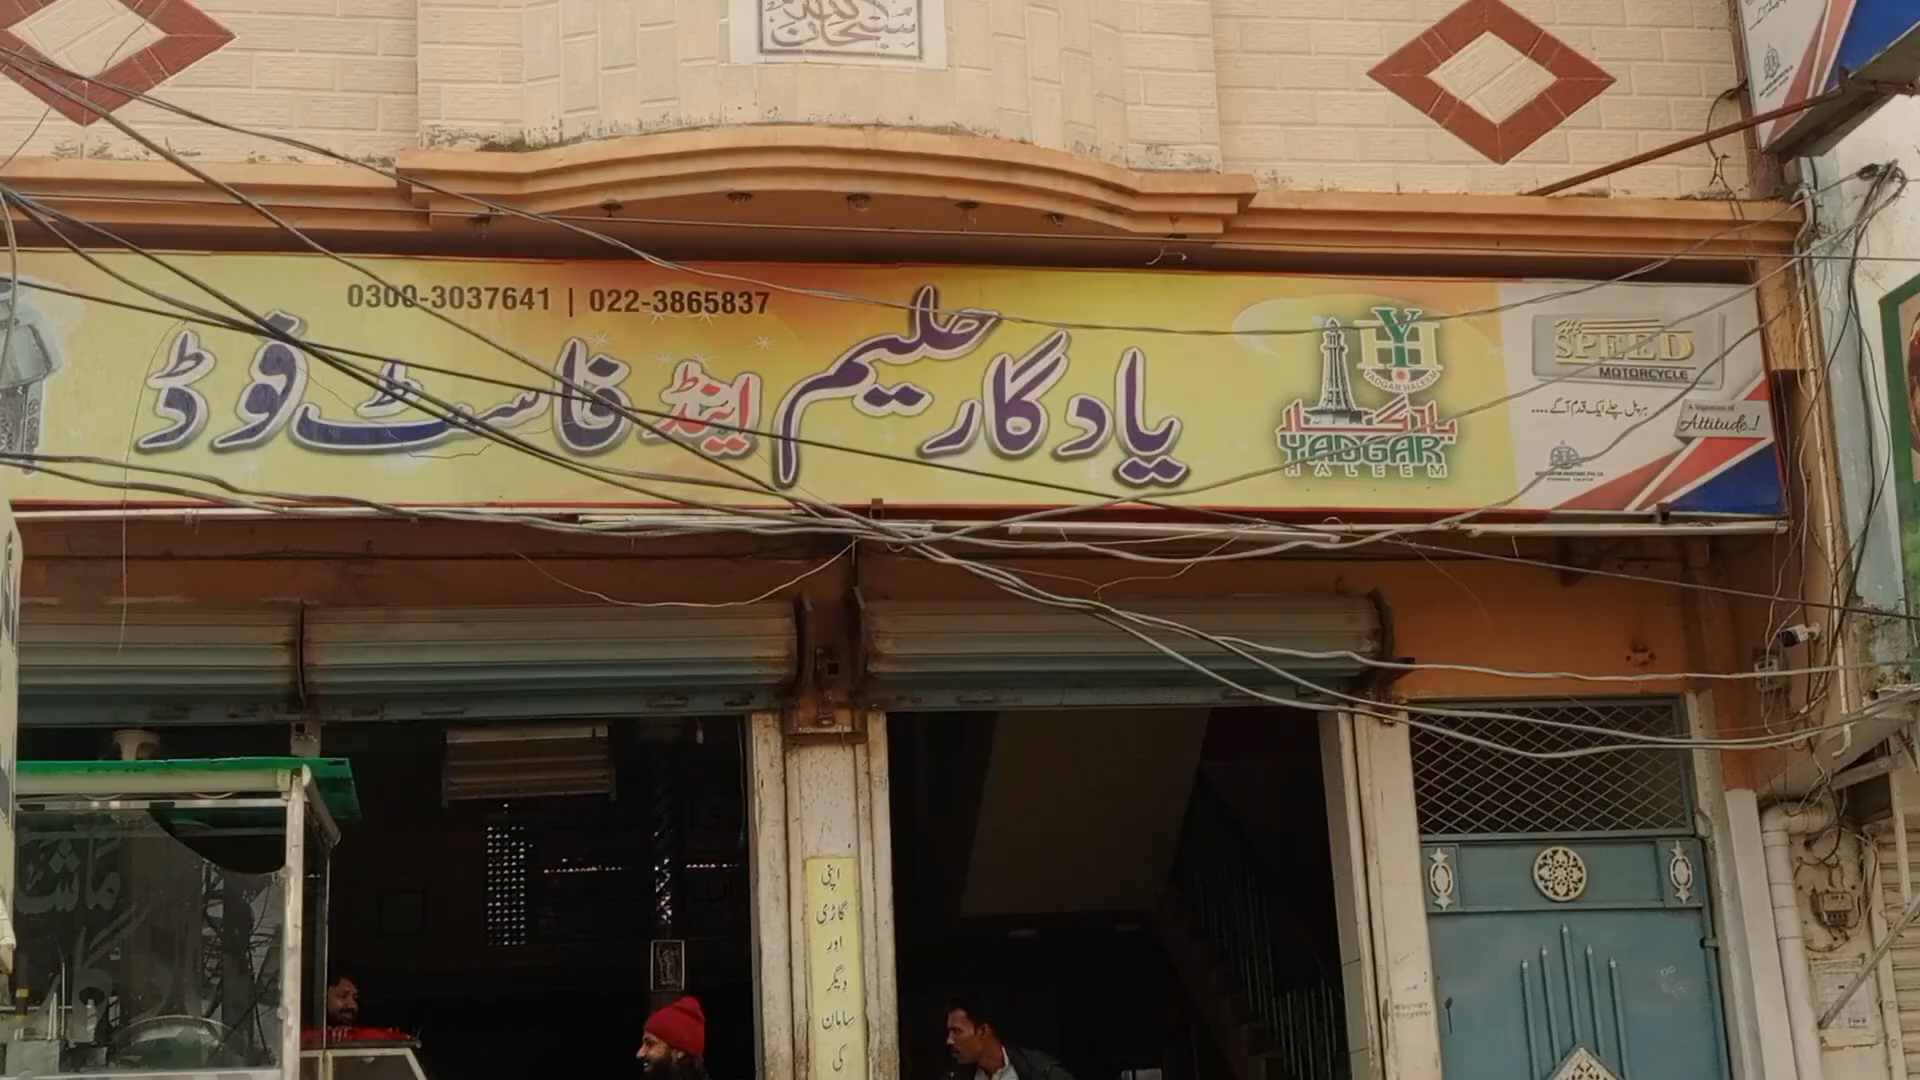 0300-3037641 | 022-3865837
یادگار حلیم اینڈ فاسٹ فوڈ
YH
YADGAR HALEEM
یادگار
YADGAR
HALEEM
SPEED
MOTORCYCLE
ہر پل چلے ایک قدم آگے....
Attitude..!
اپنی
گاڑی
اور
دیگر
سامان
کی